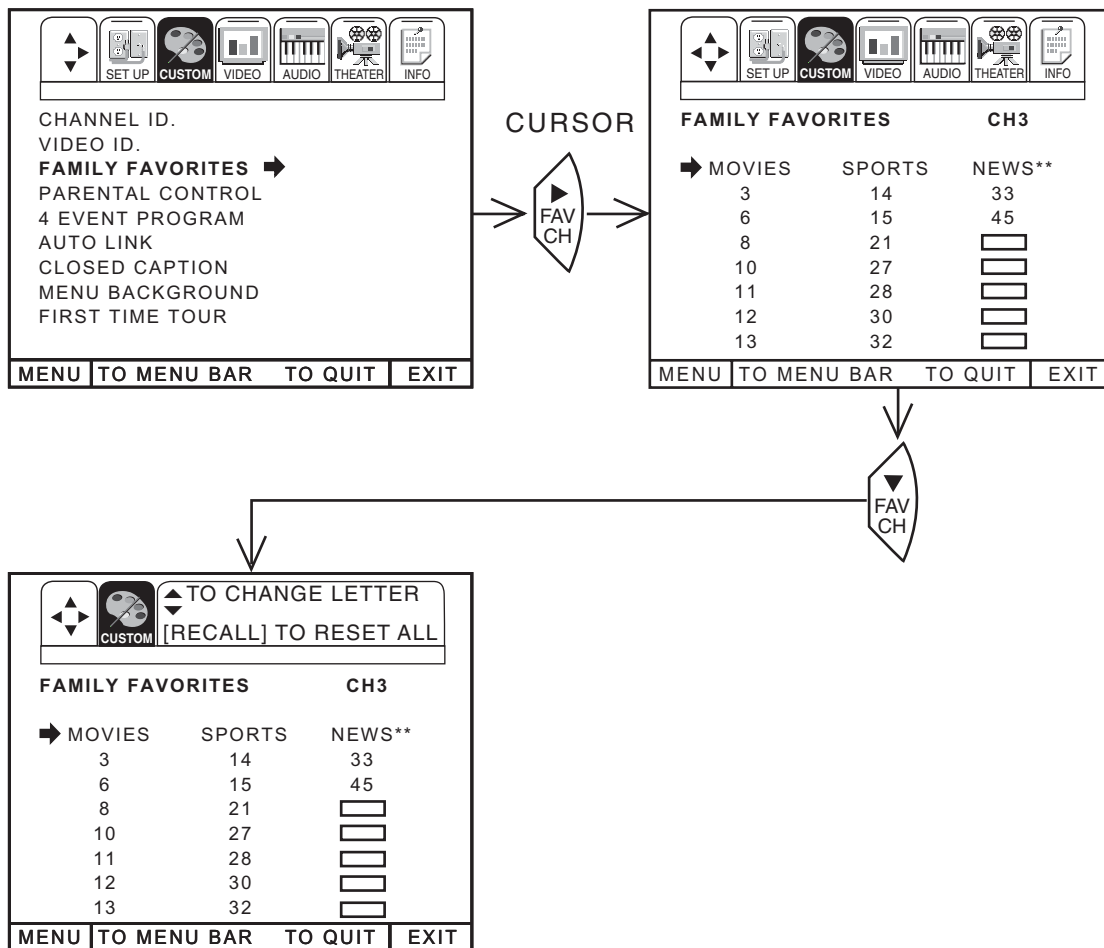 SET UP CUSTOM VIDEO AUDIO THEATER INFO
CHANNEL ID.
VIDEO ID.
FAMILY FAVORITES
PARENTAL CONTROL
4 EVENT PROGRAM
AUTO LINK
CLOSED CAPTION
MENU BACKGROUND
FIRST TIME TOUR
MENU TO MENU BAR TO QUIT EXIT
CURSOR
FAV
CH
SET UP CUSTOM VIDEO AUDIO THEATER INFO
FAMILY FAVORITES CH3
MOVIES SPORTS NEWS**
3 14 33
6 15 45
8 21
10 27
11 28
12 30
13 32
MENU TO MENU BAR TO QUIT EXIT
FAV
CH
CUSTOM
TO CHANGE LETTER
[RECALL] TO RESET ALL
FAMILY FAVORITES CH3
MOVIES SPORTS NEWS**
3 14 33
6 15 45
8 21
10 27
11 28
12 30
13 32
MENU TO MENU BAR TO QUIT EXIT